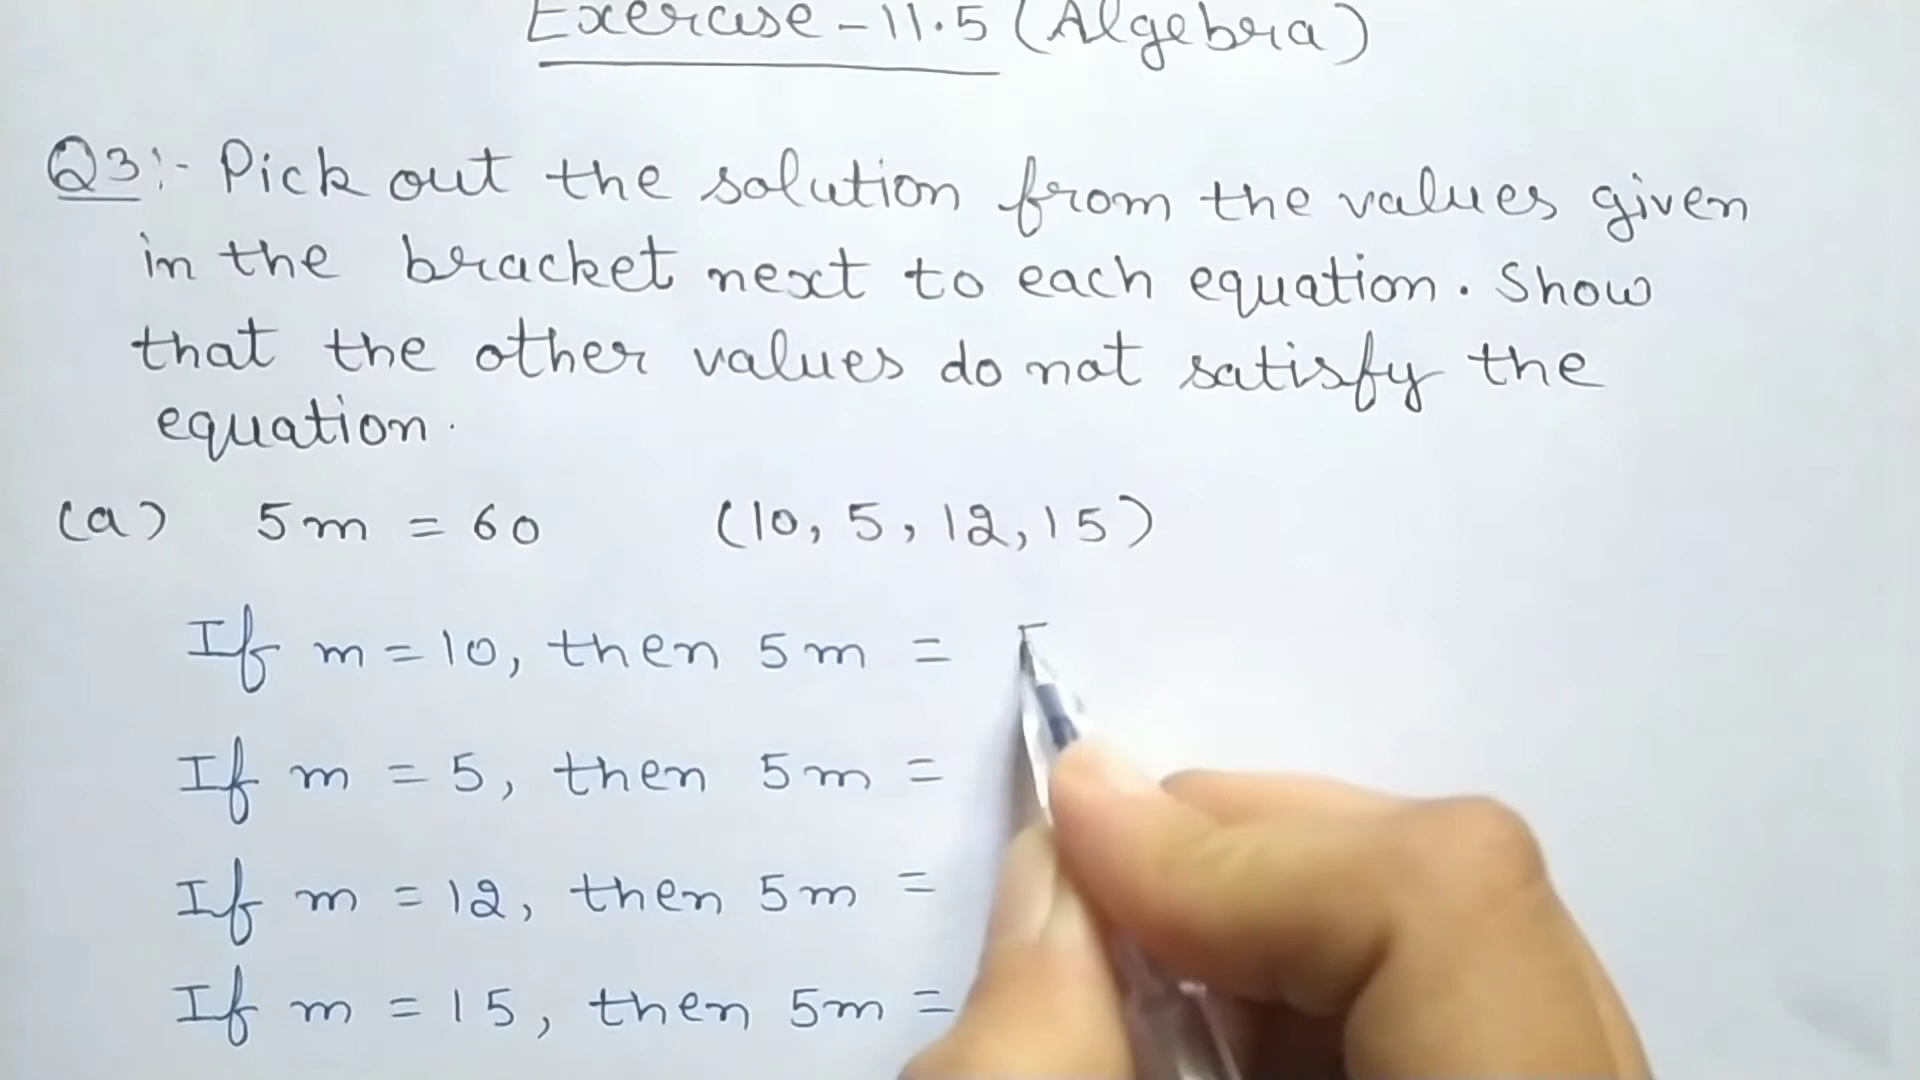 Exercise - 11.5 (Algebra)
Q3:- Pick out the solution from the values given
in the bracket next to each equation. Show
that the other values do not satisfy the
equation.
(a) 5m = 60 (10, 5, 12, 15)
If m = 10, then 5m = 5
If m = 5, then 5m =
If m = 12, then 5m =
If m = 15, then 5m =